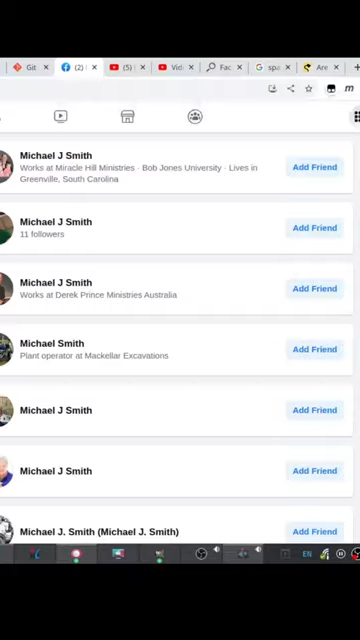 Git
(2)
(5)
Vid
Fac
spa
Are
m
Michael J Smith
Works at Miracle Hill Ministries · Bob Jones University · Lives in
Greenville, South Carolina
Add Friend
Michael J Smith
11 followers
Add Friend
Michael J Smith
Works at Derek Prince Ministries Australia
Add Friend
Michael Smith
Plant operator at Mackellar Excavations
Add Friend
Michael J Smith
Add Friend
Michael J Smith
Add Friend
Michael J. Smith (Michael J. Smith)
Add Friend
EN